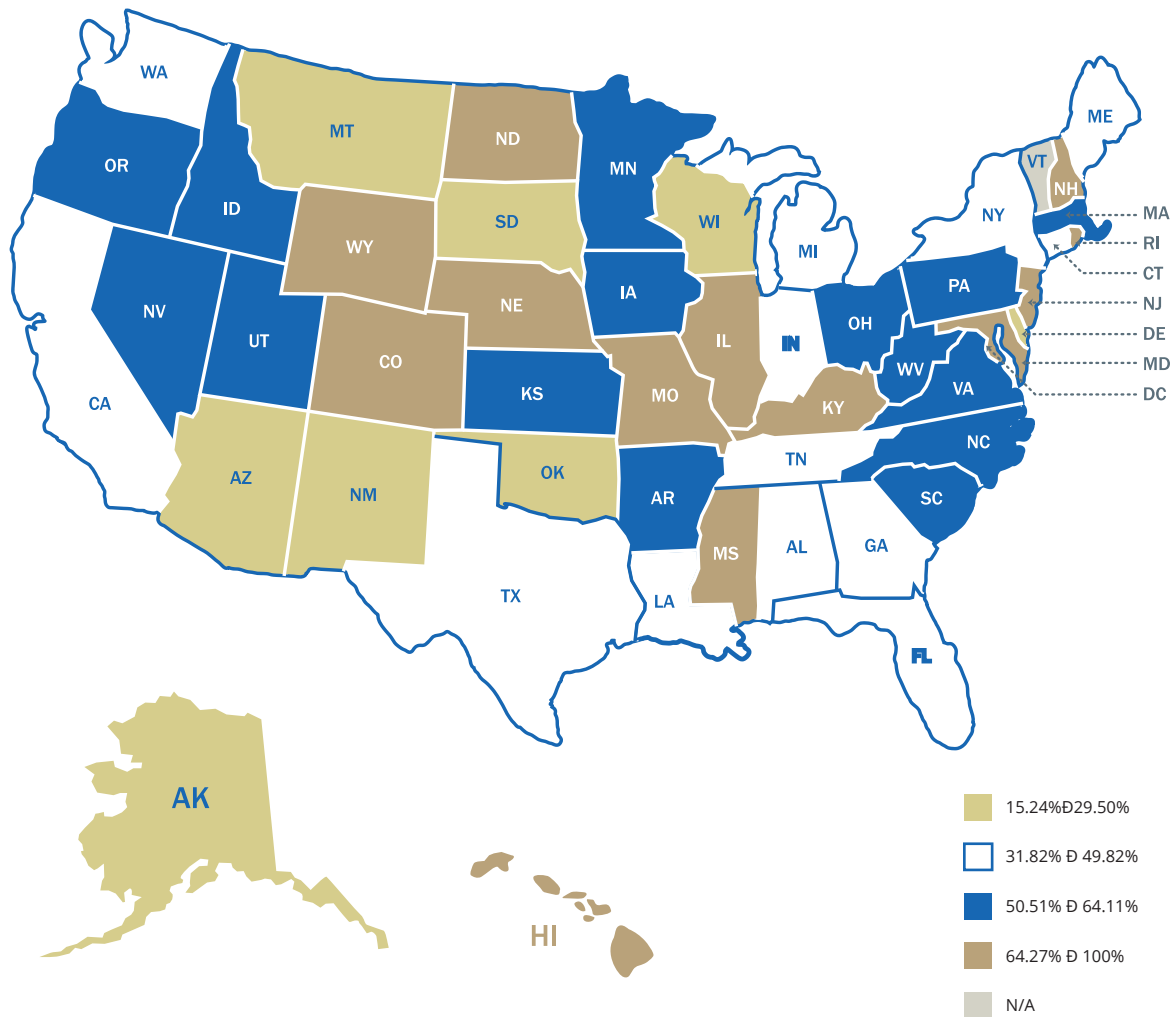 WA
MT
ND
ME
OR
ID
MN
VT
NH
SD
WI
NY
MA
WY
MI
RI
CT
NE
IA
PA
NJ
NV
UT
OH
DE
CO
IL
IN
WV
MD
CA
KS
MO
KY
VA
DC
NC
TN
AZ
NM
OK
AR
SC
MS
AL
GA
TX
LA
FL
AK
HI
15.24%Đ29.50%
31.82% Đ 49.82%
50.51% Đ 64.11%
64.27% Đ 100%
N/A